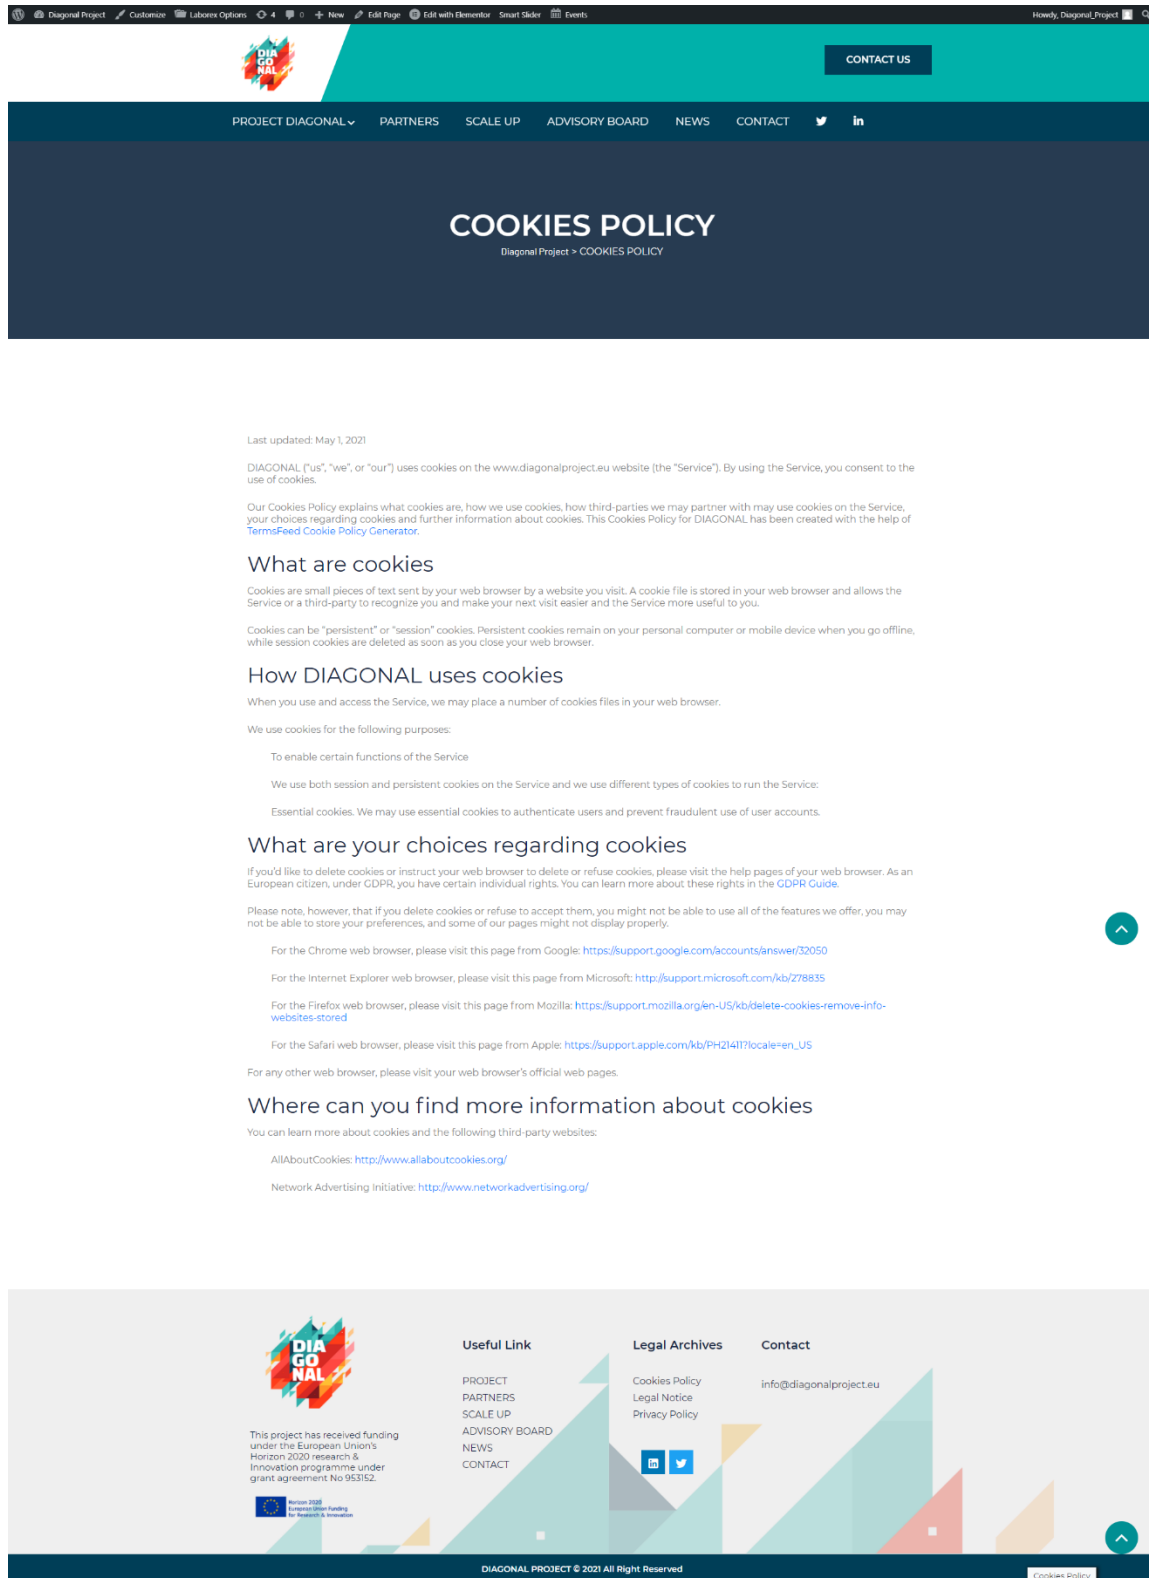 Diagonal Project Customize Laborex Options 4 0 New Edit Page Edit with Elementor Smart Slider Events Howdy, Diagonal_Project
DIA
GO
NAL
CONTACT US
PROJECT DIAGONAL PARTNERS SCALE UP ADVISORY BOARD NEWS CONTACT in
COOKIES POLICY
Diagonal Project > COOKIES POLICY
Last updated: May 1, 2021
DIAGONAL (“us”, “we”, or “our”) uses cookies on the www.diagonalproject.eu website (the “Service”). By using the Service, you consent to the
use of cookies.
Our Cookies Policy explains what cookies are, how we use cookies, how third-parties we may partner with may use cookies on the Service,
your choices regarding cookies and further information about cookies. This Cookies Policy for DIAGONAL has been created with the help of
TermsFeed Cookie Policy Generator.
What are cookies
Cookies are small pieces of text sent by your web browser by a website you visit. A cookie file is stored in your web browser and allows the
Service or a third-party to recognize you and make your next visit easier and the Service more useful to you.
Cookies can be “persistent” or “session” cookies. Persistent cookies remain on your personal computer or mobile device when you go offline,
while session cookies are deleted as soon as you close your web browser.
How DIAGONAL uses cookies
When you use and access the Service, we may place a number of cookies files in your web browser.
We use cookies for the following purposes:
To enable certain functions of the Service
We use both session and persistent cookies on the Service and we use different types of cookies to run the Service:
Essential cookies. We may use essential cookies to authenticate users and prevent fraudulent use of user accounts.
What are your choices regarding cookies
If you’d like to delete cookies or instruct your web browser to delete or refuse cookies, please visit the help pages of your web browser. As an
European citizen, under GDPR, you have certain individual rights. You can learn more about these rights in the GDPR Guide.
Please note, however, that if you delete cookies or refuse to accept them, you might not be able to use all of the features we offer, you may
not be able to store your preferences, and some of our pages might not display properly.
For the Chrome web browser, please visit this page from Google: https://support.google.com/accounts/answer/32050
For the Internet Explorer web browser, please visit this page from Microsoft: http://support.microsoft.com/kb/278835
For the Firefox web browser, please visit this page from Mozilla: https://support.mozilla.org/en-US/kb/delete-cookies-remove-info-
websites-stored
For the Safari web browser, please visit this page from Apple: https://support.apple.com/kb/PH21411?locale=en_US
For any other web browser, please visit your web browser’s official web pages.
Where can you find more information about cookies
You can learn more about cookies and the following third-party websites:
AllAboutCookies: http://www.allaboutcookies.org/
Network Advertising Initiative: http://www.networkadvertising.org/
DIA
GO
NAL
This project has received funding
under the European Union's
Horizon 2020 research &
Innovation programme under
grant agreement No 953152.
Horizon 2020
European Union Funding
for Research & Innovation
Useful Link
PROJECT
PARTNERS
SCALE UP
ADVISORY BOARD
NEWS
CONTACT
Legal Archives
Cookies Policy
Legal Notice
Privacy Policy
in
Contact
info@diagonalproject.eu
DIAGONAL PROJECT © 2021 All Right Reserved
Cookies Policy